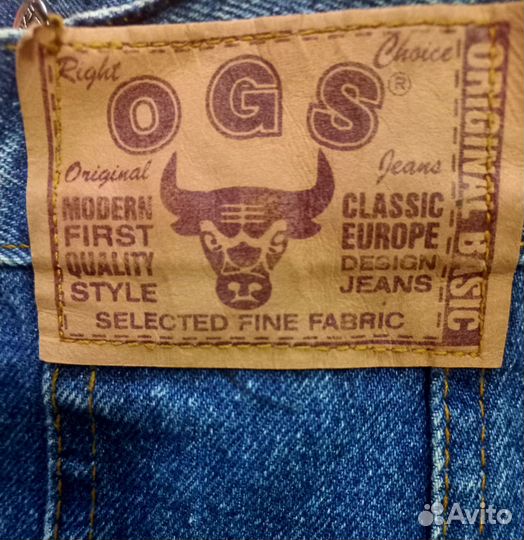 Right Choice
OGS®
Original Jeans
MODERN
FIRST
QUALITY
STYLE
CLASSIC
EUROPE
DESIGN
JEANS
SELECTED FINE FABRIC
ORIGINAL BASIC
Avito